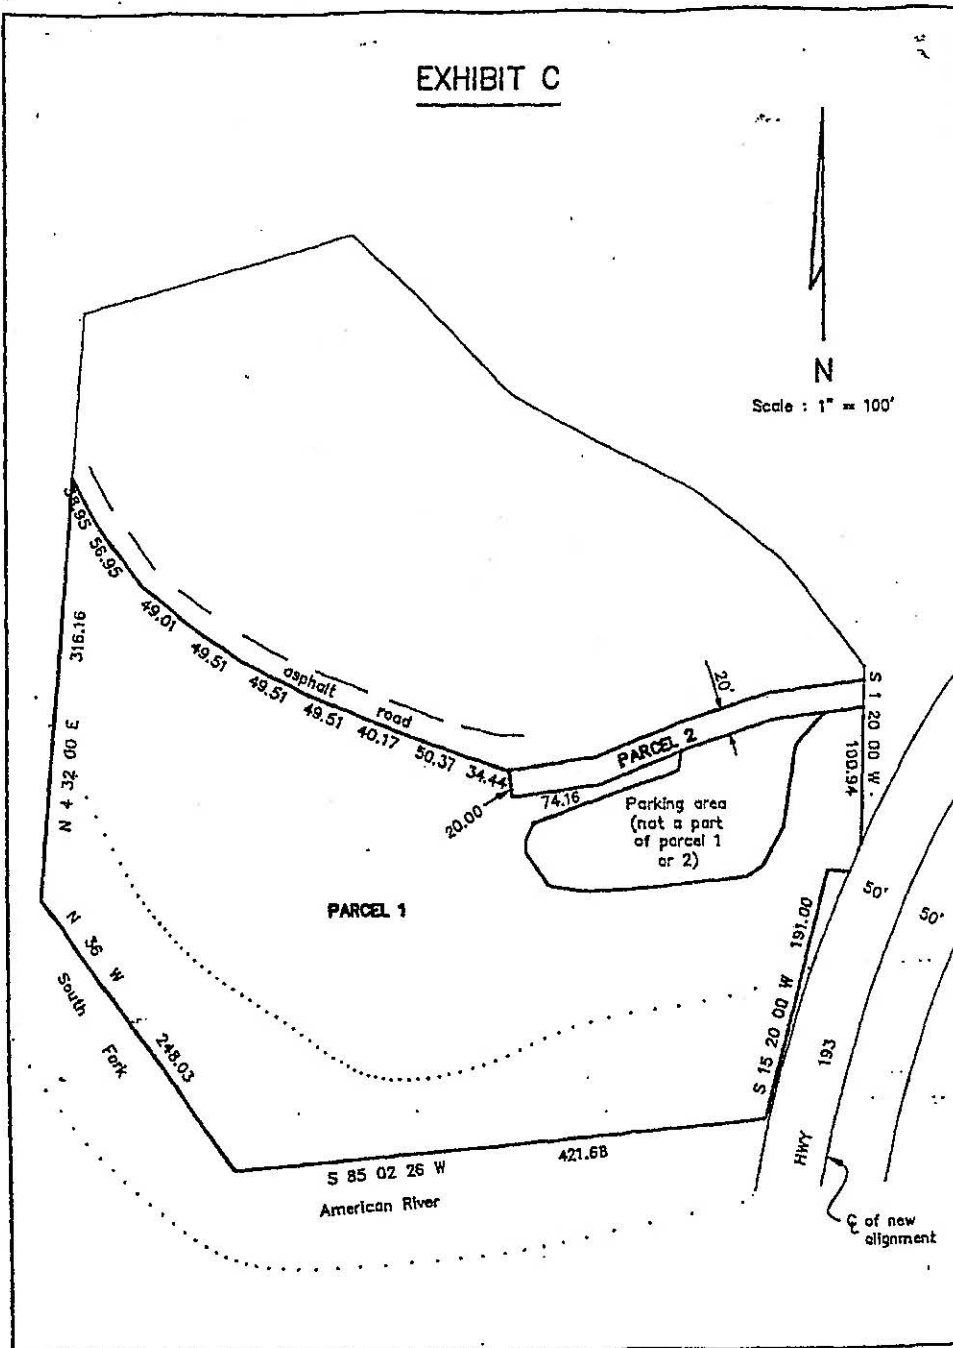 EXHIBIT C
N
Scale : 1" = 100'
38.95
56.95
49.01
49.51
49.51
49.51
40.17
50.37
34.44
asphalt
road
316.16
N 4 32 00 E
20'
PARCEL 2
S 1 20 00 W
100.94
20.00
74.16
Parking area
(not a part
of parcel 1
or 2)
PARCEL 1
50'
50'
191.00
S 15 20 00 W
N 36 W
248.03
South
Fork
193
HWY
S 85 02 26 W
421.68
American River
℄ of new
alignment